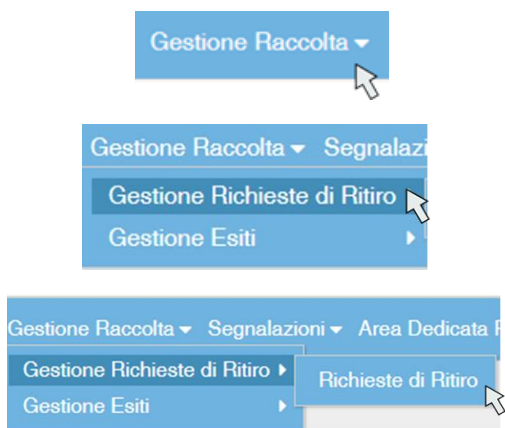 Gestione Raccolta
Gestione Raccolta Segnalazi
Gestione Richieste di Ritiro
Gestione Esiti
Gestione Raccolta Segnalazioni Area Dedicata
Gestione Richieste di Ritiro Richieste di Ritiro
Gestione Esiti